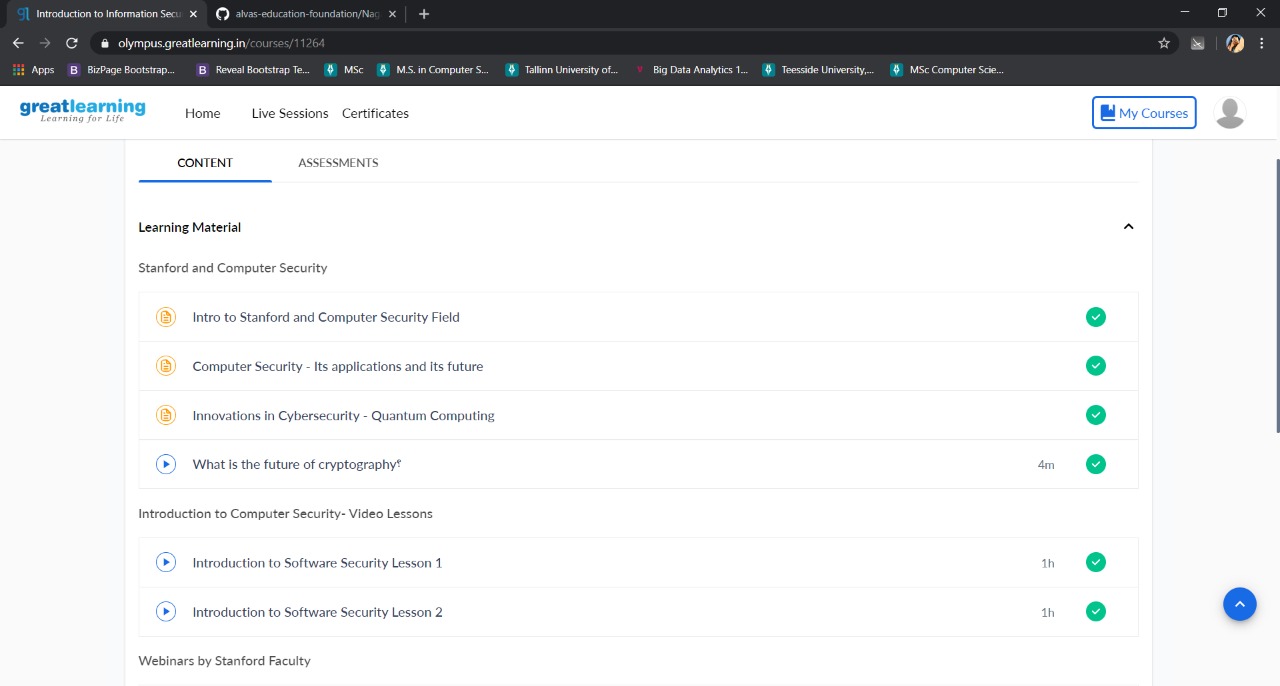 Introduction to Information Secu
alvas-education-foundation/Nag
olympus.greatlearning.in/courses/11264
Apps
BizPage Bootstrap...
Reveal Bootstrap Te...
MSc
M.S. in Computer S...
Tallinn University of...
Big Data Analytics 1...
Teesside University,...
MSc Computer Scie...
greatlearning
Learning for Life
Home
Live Sessions
Certificates
My Courses
CONTENT
ASSESSMENTS
Learning Material
Stanford and Computer Security
Intro to Stanford and Computer Security Field
Computer Security - Its applications and its future
Innovations in Cybersecurity - Quantum Computing
What is the future of cryptography?
4m
Introduction to Computer Security- Video Lessons
Introduction to Software Security Lesson 1
1h
Introduction to Software Security Lesson 2
1h
Webinars by Stanford Faculty